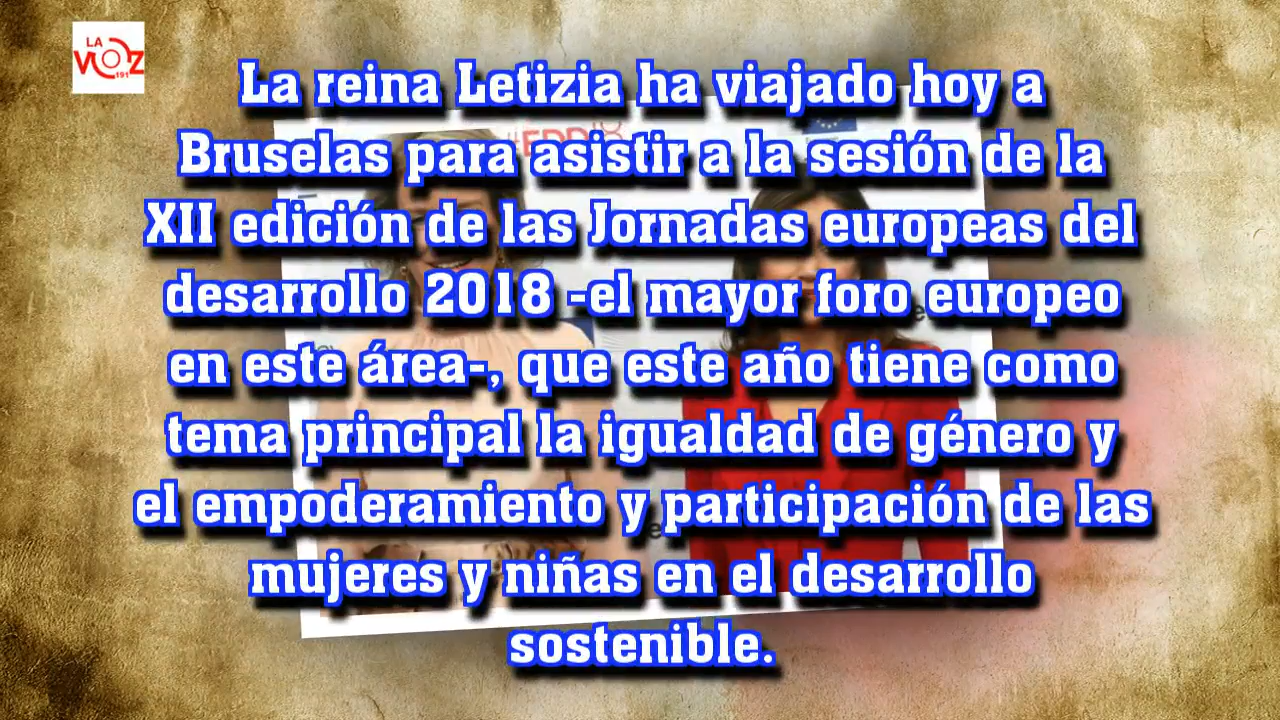 LA
VOZ
191
La reina Letizia ha viajado hoy a
Bruselas para asistir a la sesión de la
XII edición de las Jornadas europeas del
desarrollo 2018 -el mayor foro europeo
en este área-, que este año tiene como
tema principal la igualdad de género y
el empoderamiento y participación de las
mujeres y niñas en el desarrollo
sostenible.